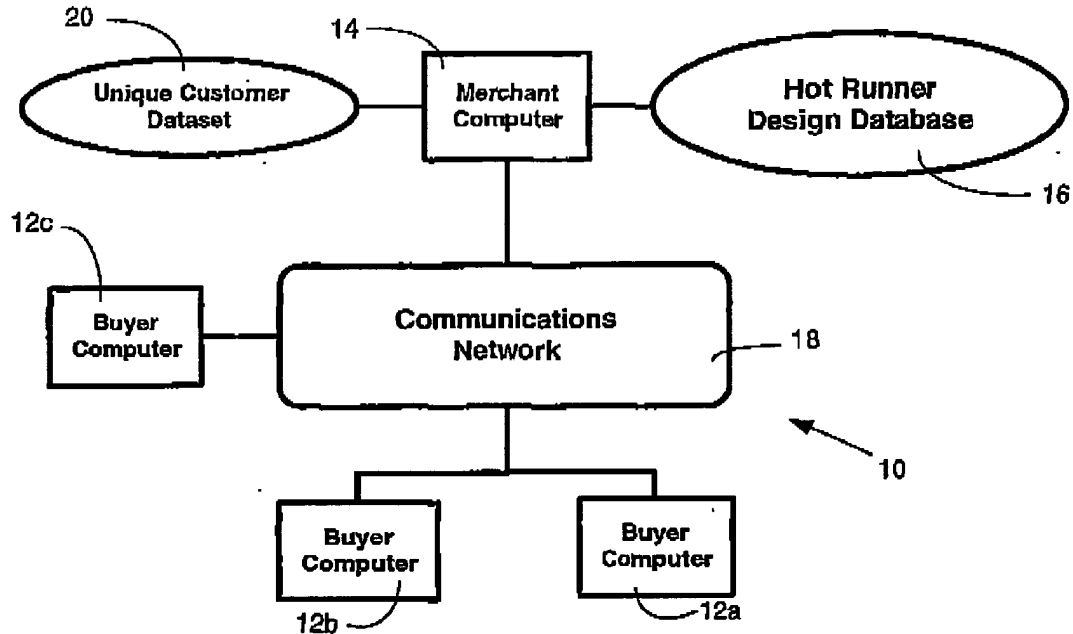 20
14
Unique Customer
Dataset
Merchant
Computer
Hot Runner
Design Database
16
12c
Buyer
Computer
Communications
Network
18
10
Buyer
Computer
12b
Buyer
Computer
12a